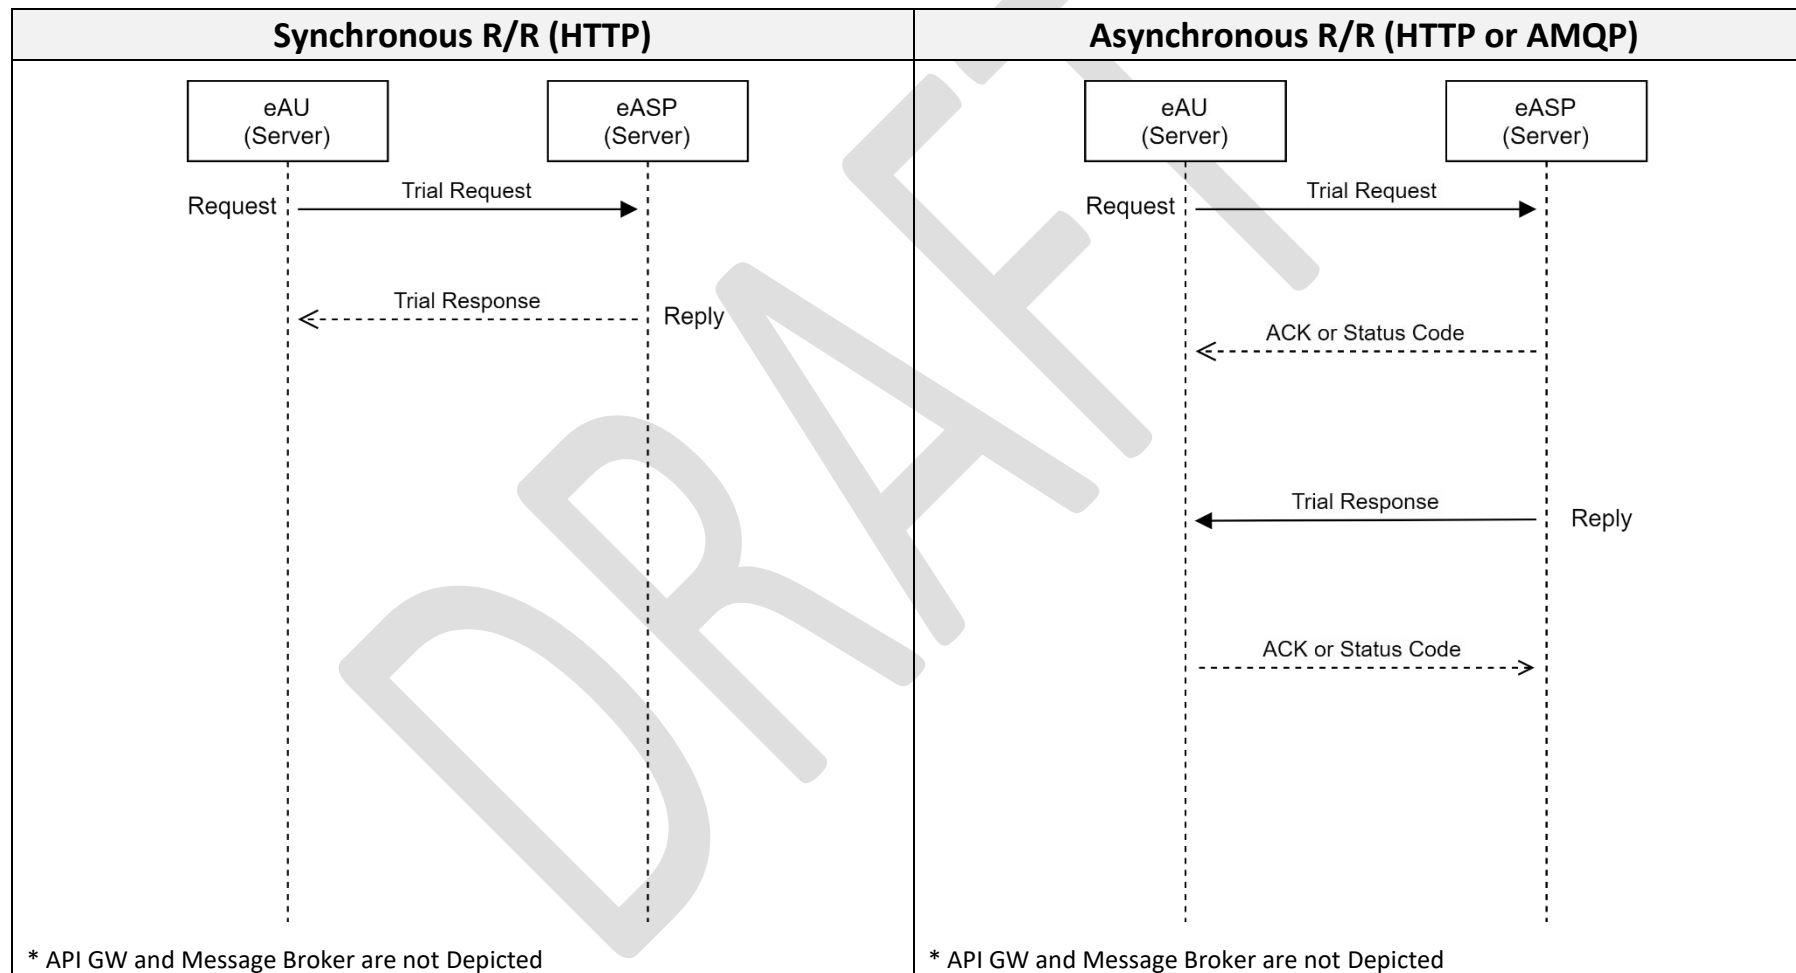 Synchronous R/R (HTTP)
eAU
(Server)
eASP
(Server)
Request
Trial Request
Trial Response
Reply
* API GW and Message Broker are not Depicted
Asynchronous R/R (HTTP or AMQP)
eAU
(Server)
eASP
(Server)
Request
Trial Request
ACK or Status Code
Trial Response
Reply
ACK or Status Code
* API GW and Message Broker are not Depicted
DRAFT